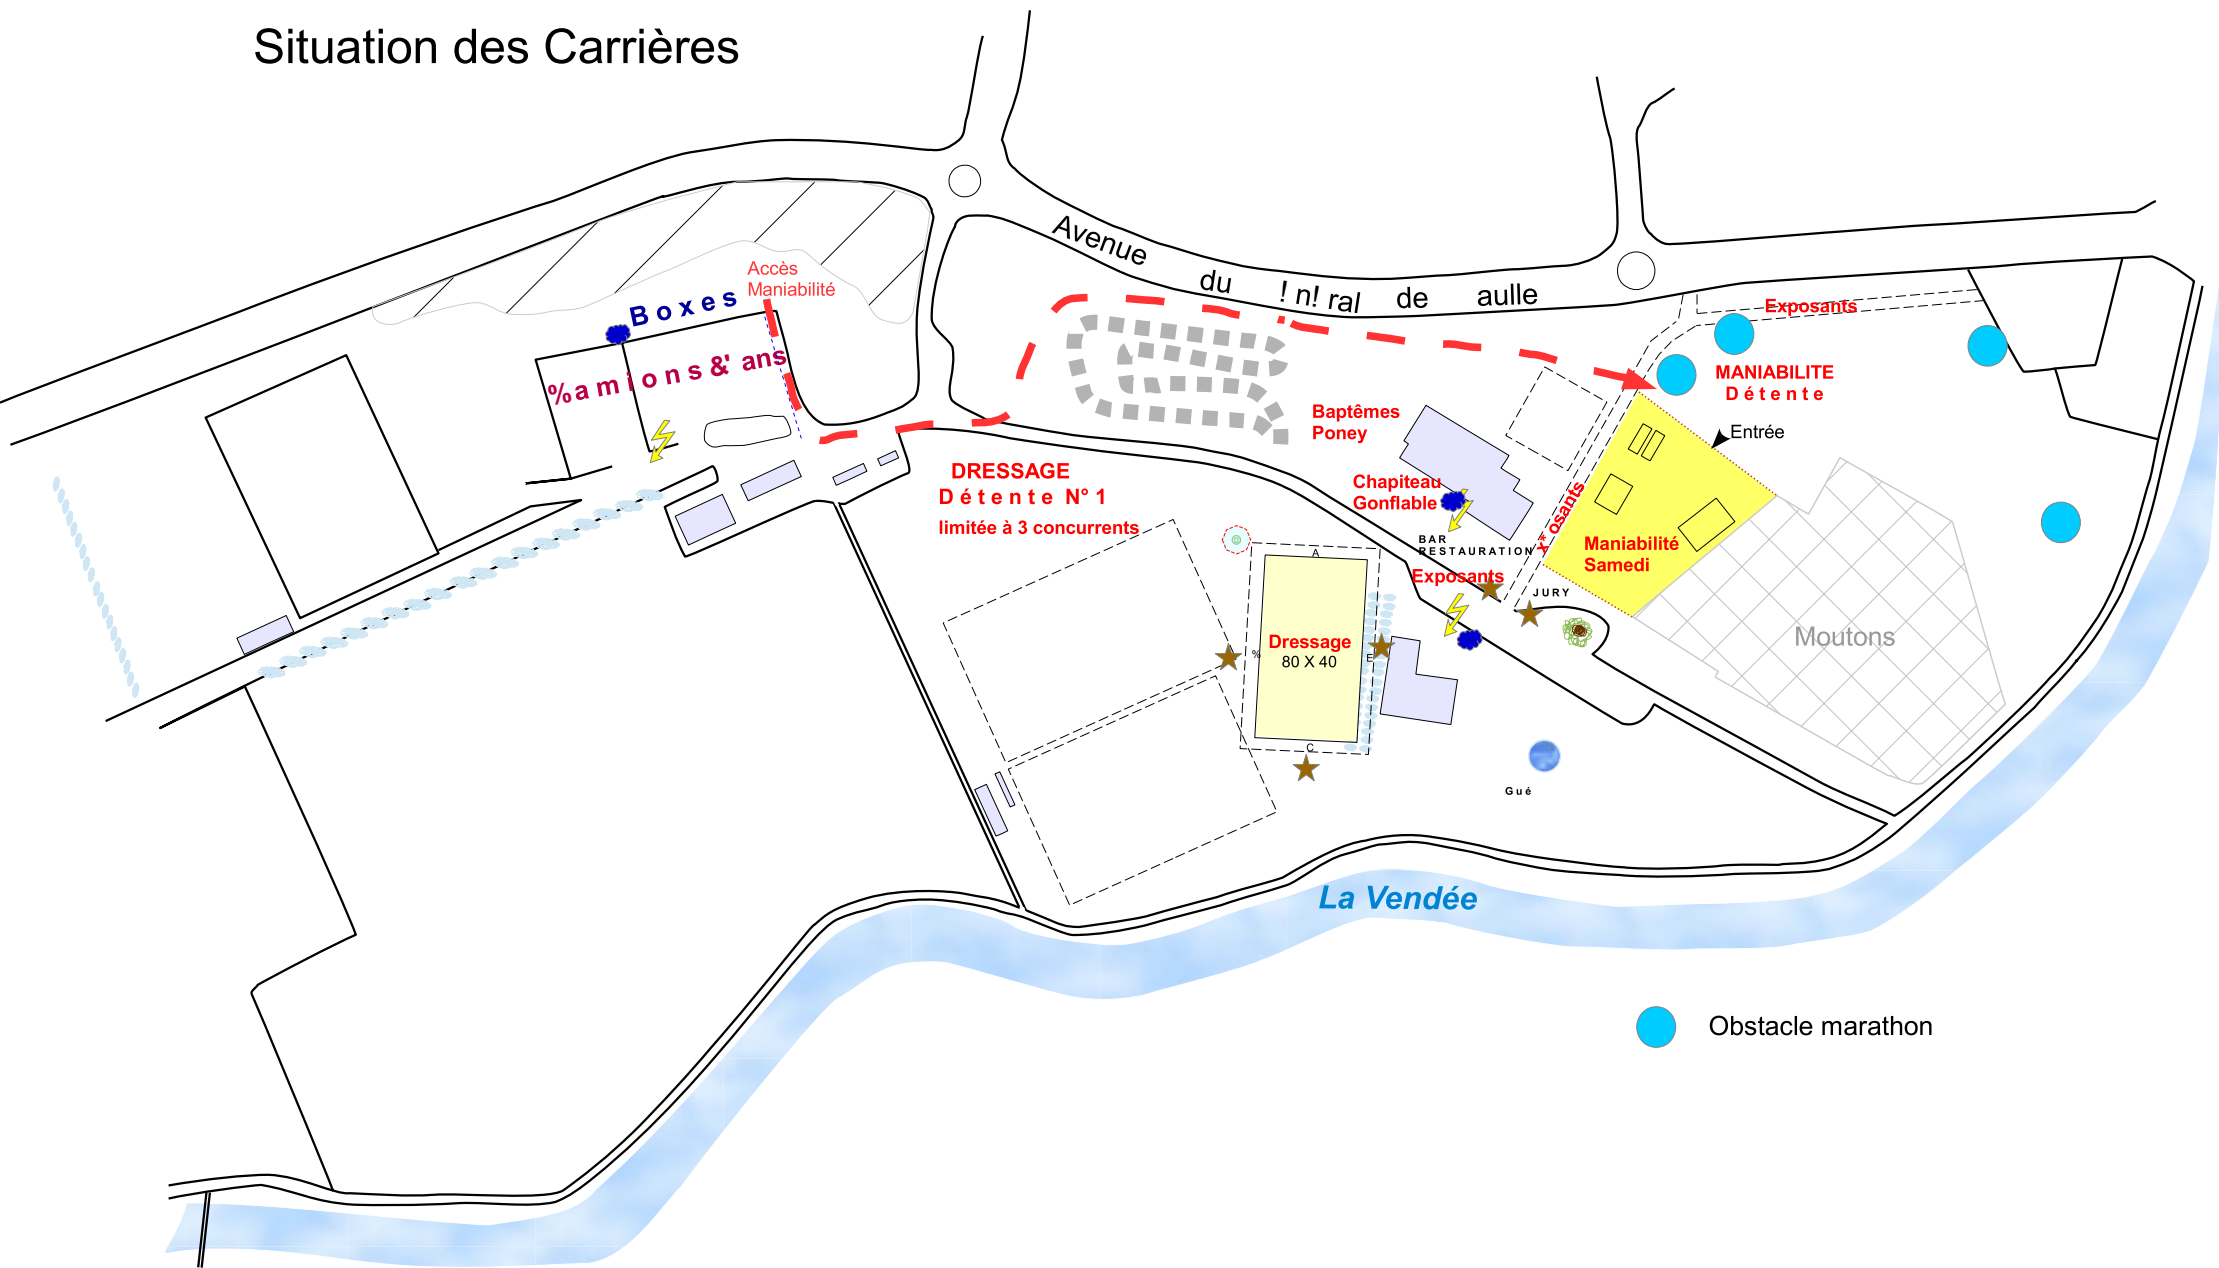 Situation des Carrières
Avenue du ! n! ral de aulle
Accès
Maniabilité
Boxes
%amions &' ans
Exposants
MANIABILITE
Détente
Entrée
Baptêmes
Poney
DRESSAGE
Détente N° 1
limitée à 3 concurrents
Chapiteau
Gonflable
BAR
RESTAURATION
x* osants
Maniabilité
Samedi
Exposants
JURY
A
Dressage
80 X 40
%
E
C
Moutons
Gué
La Vendée
Obstacle marathon